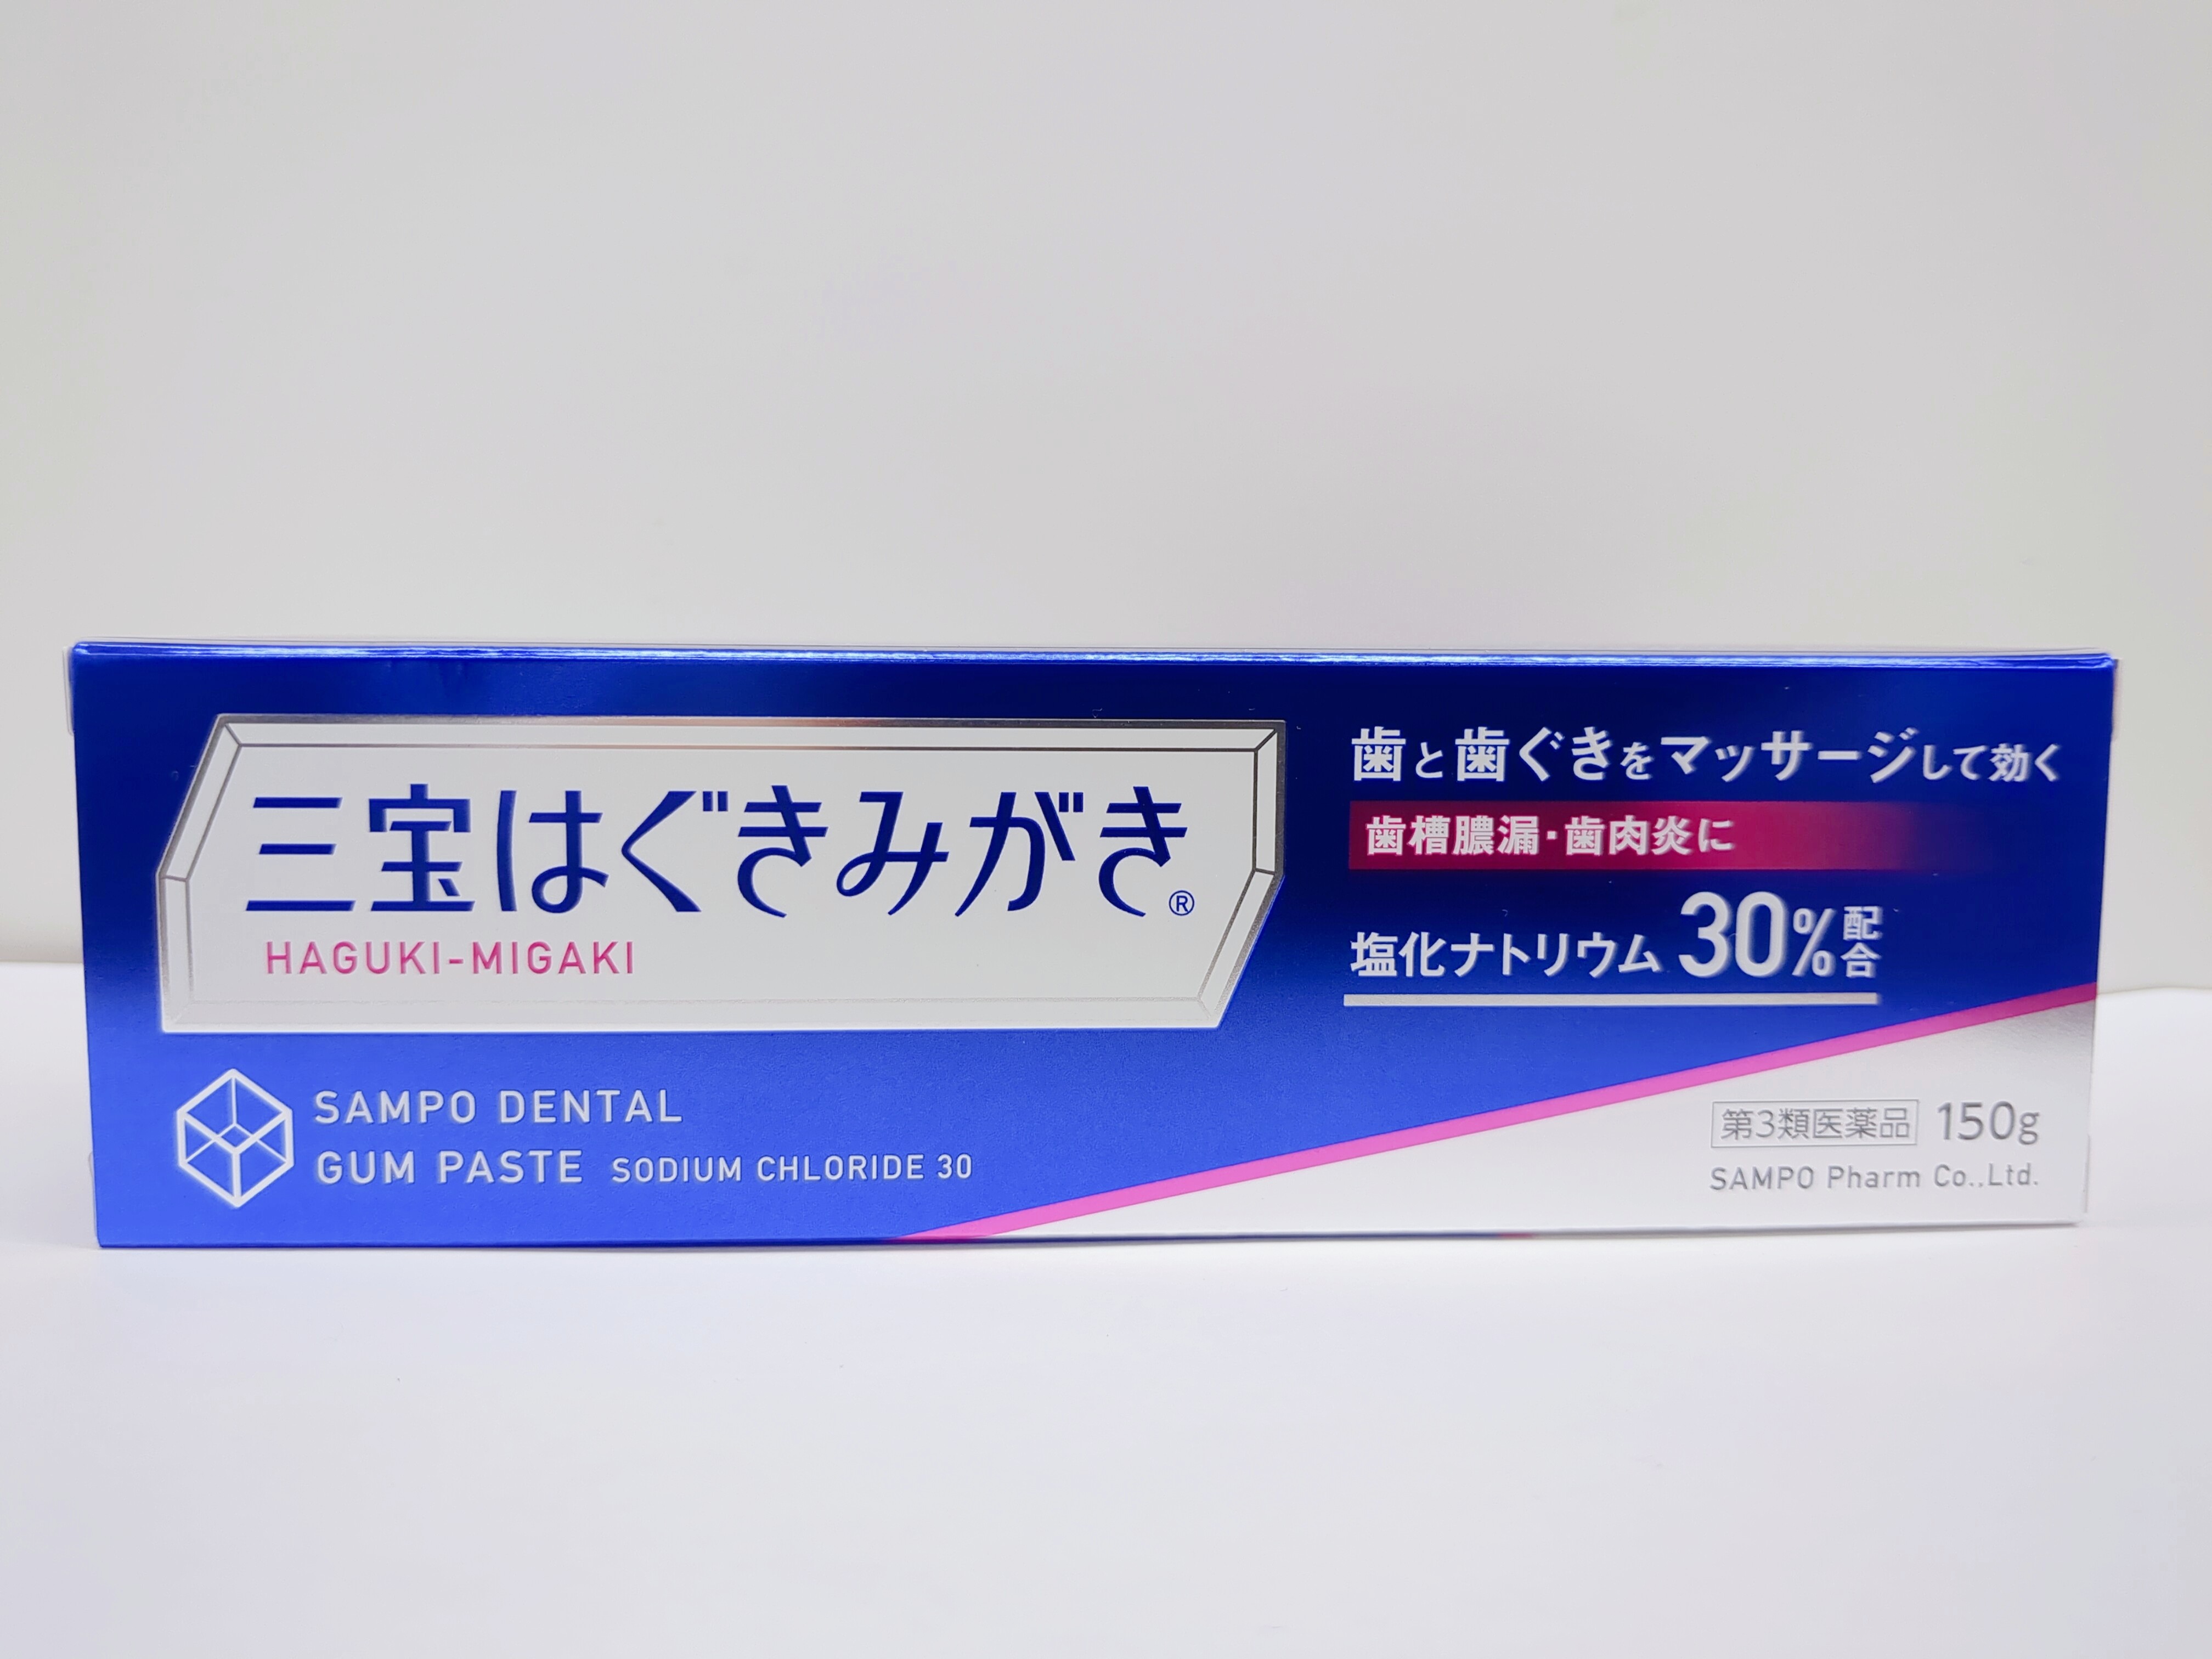 三宝はぐきみがき®
HAGUKI-MIGAKI
SAMPO DENTAL
GUM PASTE SODIUM CHLORIDE 30
歯と歯ぐきをマッサージして効く
歯槽膿漏・歯肉炎に
塩化ナトリウム30%配合
第3類医薬品 150g
SAMPO Pharm Co.,Ltd.